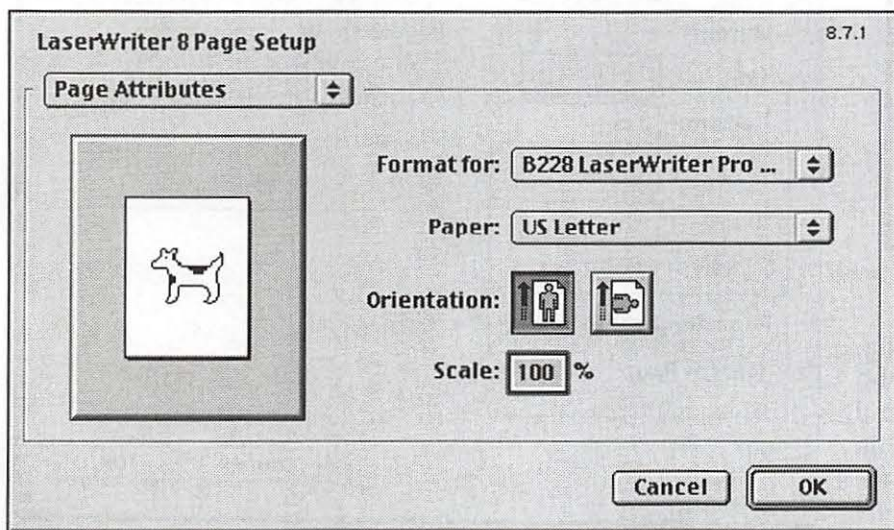 LaserWriter 8 Page Setup
8.7.1
Page Attributes
Format for: B228 LaserWriter Pro ...
Paper: US Letter
Orientation:
Scale: 100 %
Cancel OK